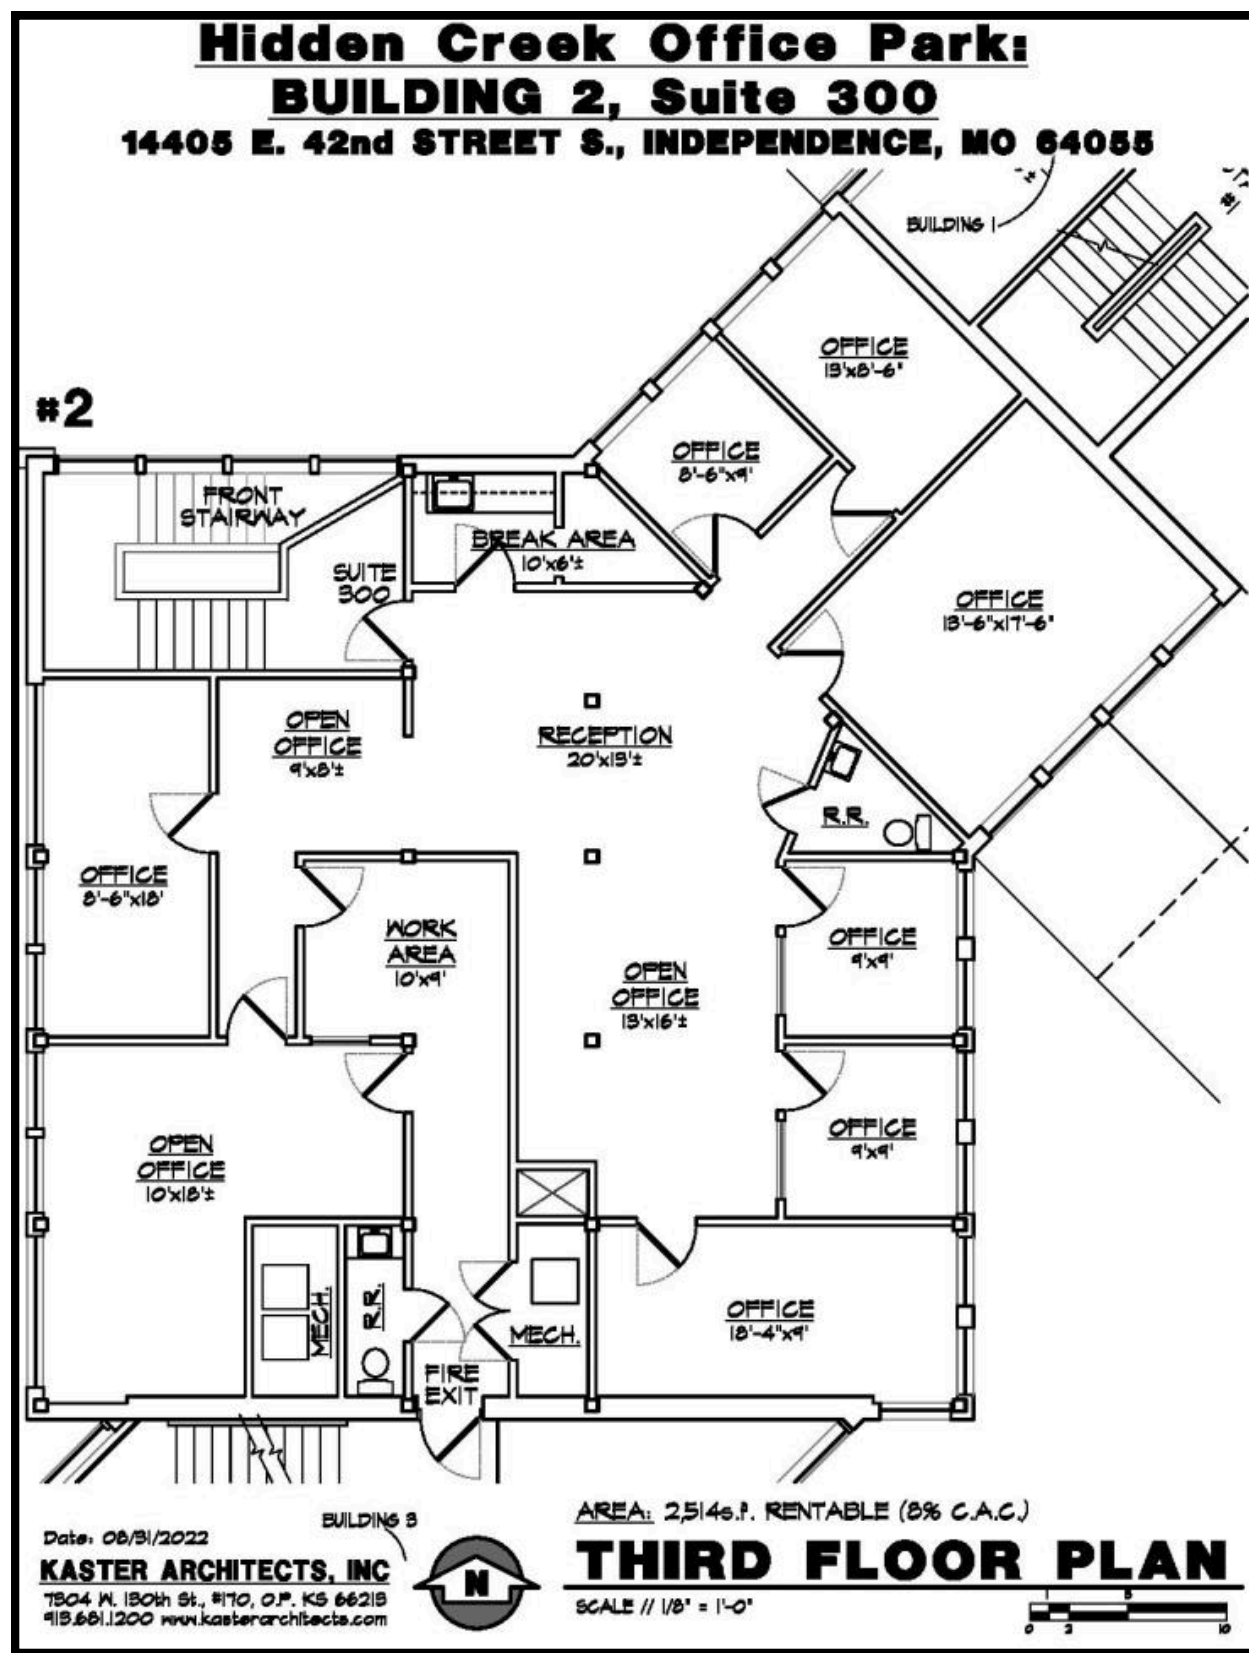 Hidden Creek Office Park:
BUILDING 2, Suite 300
14405 E. 42nd STREET S., INDEPENDENCE, MO 64055
BUILDING 1
#2
OFFICE
13'x8'-6"
OFFICE
8'-6"x9'
FRONT
STAIRWAY
BREAK AREA
10'x6'±
SUITE
300
OFFICE
13'-6"x17'-6"
OPEN
OFFICE
9'x8'±
RECEPTION
20'x13'±
R.R.
OFFICE
8'-6"x18'
WORK
AREA
10'x9'
OFFICE
9'x9'
OPEN
OFFICE
13'x16'±
OPEN
OFFICE
10'x18'±
OFFICE
9'x9'
MECH.
R.R.
MECH.
OFFICE
18'-4"x9'
FIRE
EXIT
AREA: 2,514s.f. RENTABLE (8% C.A.C.)
BUILDING 3
Date: 08/31/2022
KASTER ARCHITECTS, INC
7304 W. 130th St., #170, O.P. KS 66213
913.681.1200 www.kasterarchitects.com
N
THIRD FLOOR PLAN
SCALE // 1/8" = 1'-0"
1 5
0 2 10